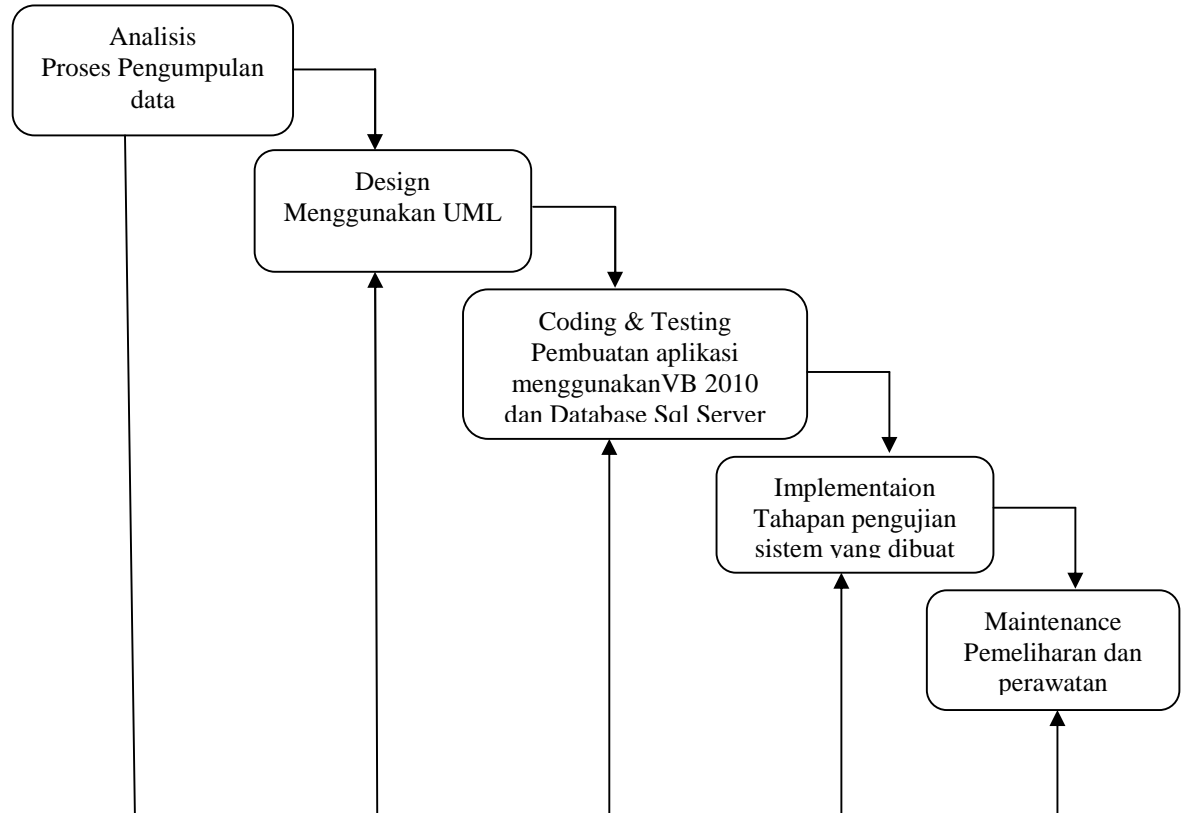 Analisis
Proses Pengumpulan
data
Design
Menggunakan UML
Coding & Testing
Pembuatan aplikasi
menggunakanVB 2010
dan Database Sql Server
Implementaion
Tahapan pengujian
sistem yang dibuat
Maintenance
Pemeliharan dan
perawatan